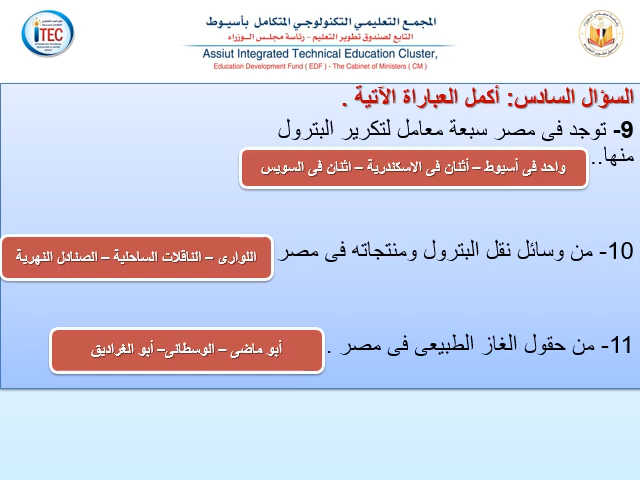 المجمع التعليمي التكنولوجي المتكامل بأسيوط
التابع لصندوق تطوير التعليم - رئاسة مجلس الوزراء
Assiut Integrated Technical Education Cluster,
Education Development Fund ( EDF ) - The Cabinet of Ministers ( CM )
iTEC
السؤال السادس: أكمل العباراة الآتية .
9- توجد فى مصر سبعة معامل لتكرير البترول
منها..
واحد فى أسيوط – أثنان فى الاسكندرية – اثنان فى السويس
10- من وسائل نقل البترول ومنتجاته فى مصر
اللوارى – الناقلات الساحلية – الصنادل النهرية
11- من حقول الغاز الطبيعى فى مصر .
أبو ماضى – الوسطانى– أبو الغراديق